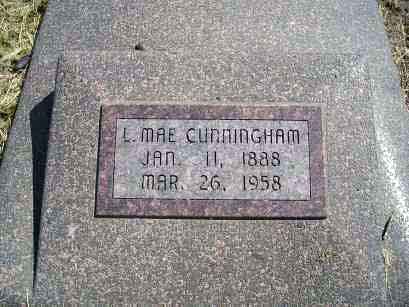 L. MAE CUNNINGHAM
JAN. 11, 1888
MAR. 26, 1958